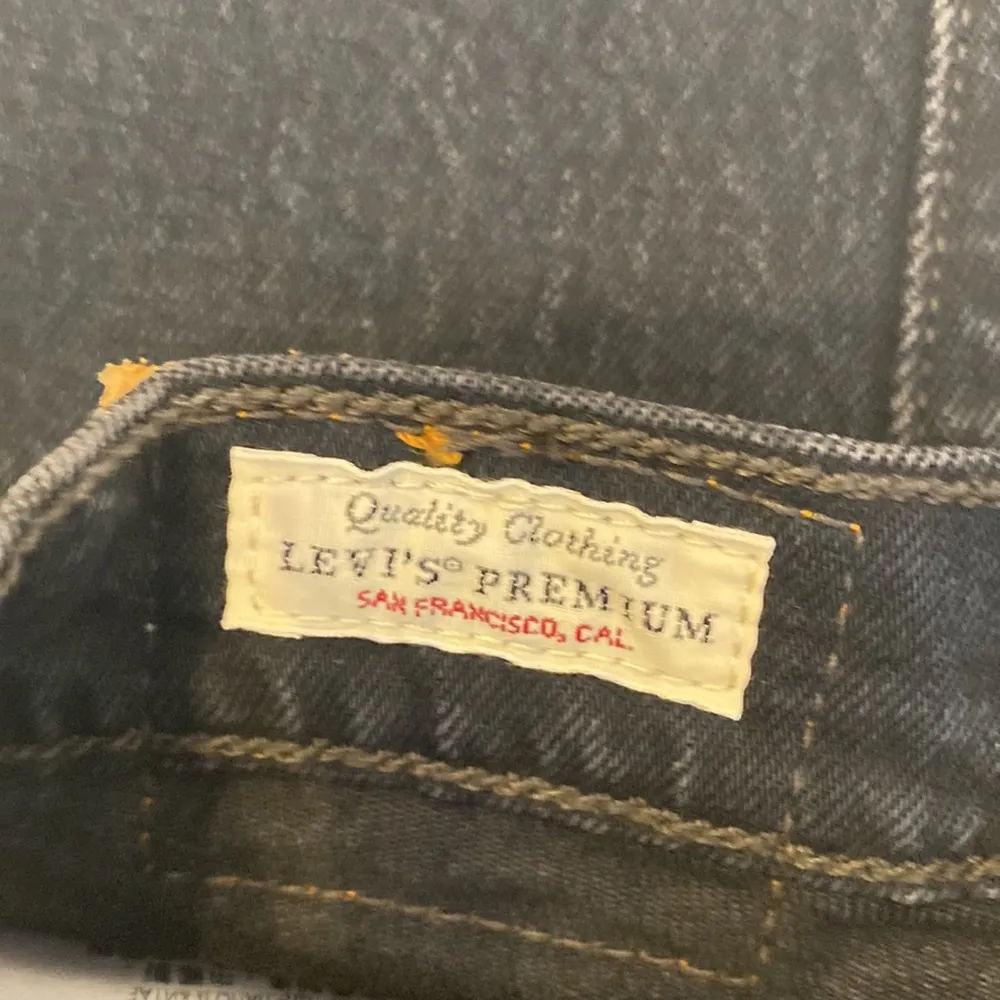 Quality Clothing
LEVI'S® PREMIUM
SAN FRANCISCO, CAL.